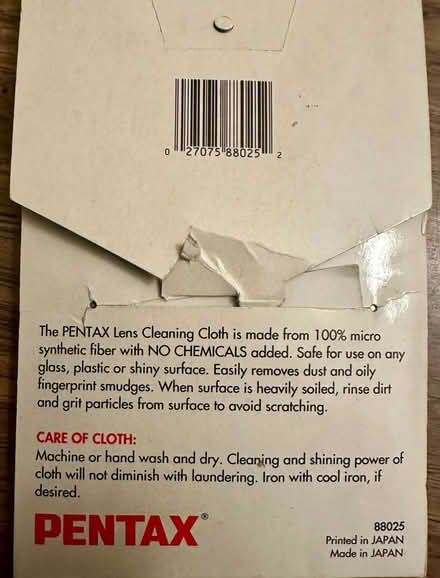 0 27075 88025 2
The PENTAX Lens Cleaning Cloth is made from 100% micro
synthetic fiber with NO CHEMICALS added. Safe for use on any
glass, plastic or shiny surface. Easily removes dust and oily
fingerprint smudges. When surface is heavily soiled, rinse dirt
and grit particles from surface to avoid scratching.
CARE OF CLOTH:
Machine or hand wash and dry. Cleaning and shining power of
cloth will not diminish with laundering. Iron with cool iron, if
desired.
PENTAX®
88025
Printed in JAPAN
Made in JAPAN